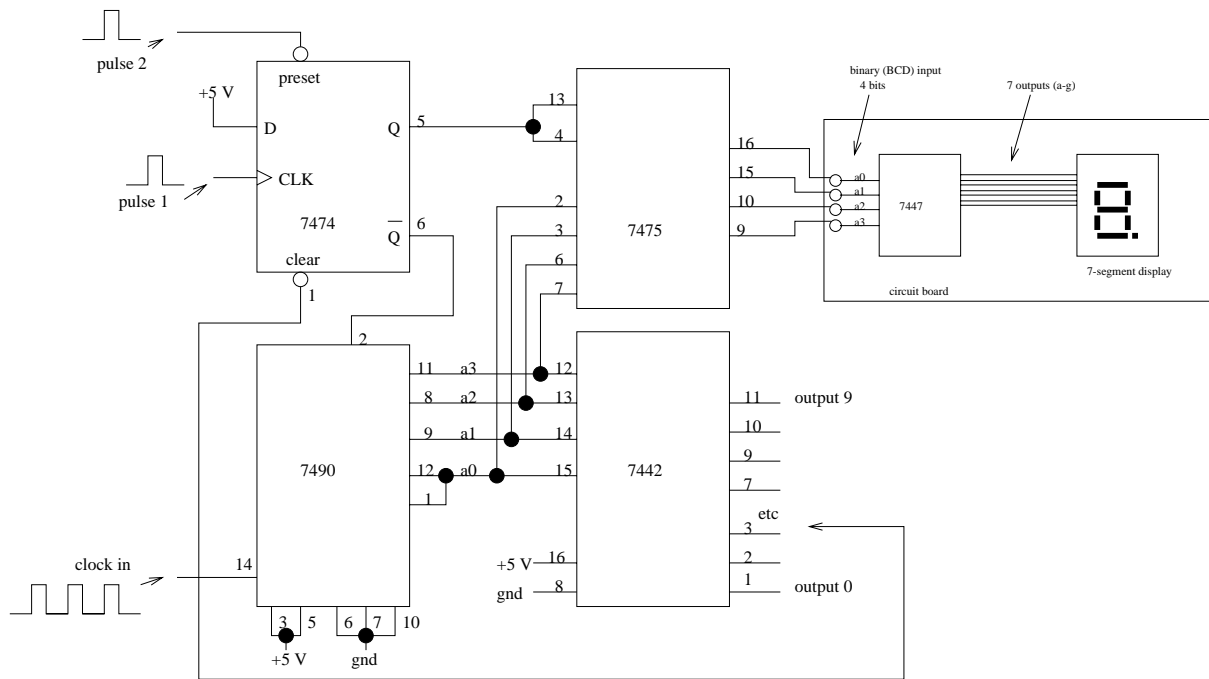 pulse 2
preset
+5 V
D
Q
5
CLK
pulse 1
7474
Q
6
clear
1
13
4
2
3
6
7
7475
16
15
10
9
binary (BCD) input
4 bits
7 outputs (a-g)
a0
a1
a2
a3
7447
7-segment display
circuit board
2
11
a3
8
a2
9
a1
12
a0
1
7490
14
clock in
3
5
6
7
10
+5 V
gnd
12
13
14
15
7442
+5 V
16
gnd
8
11
output 9
10
9
7
etc
3
2
1
output 0